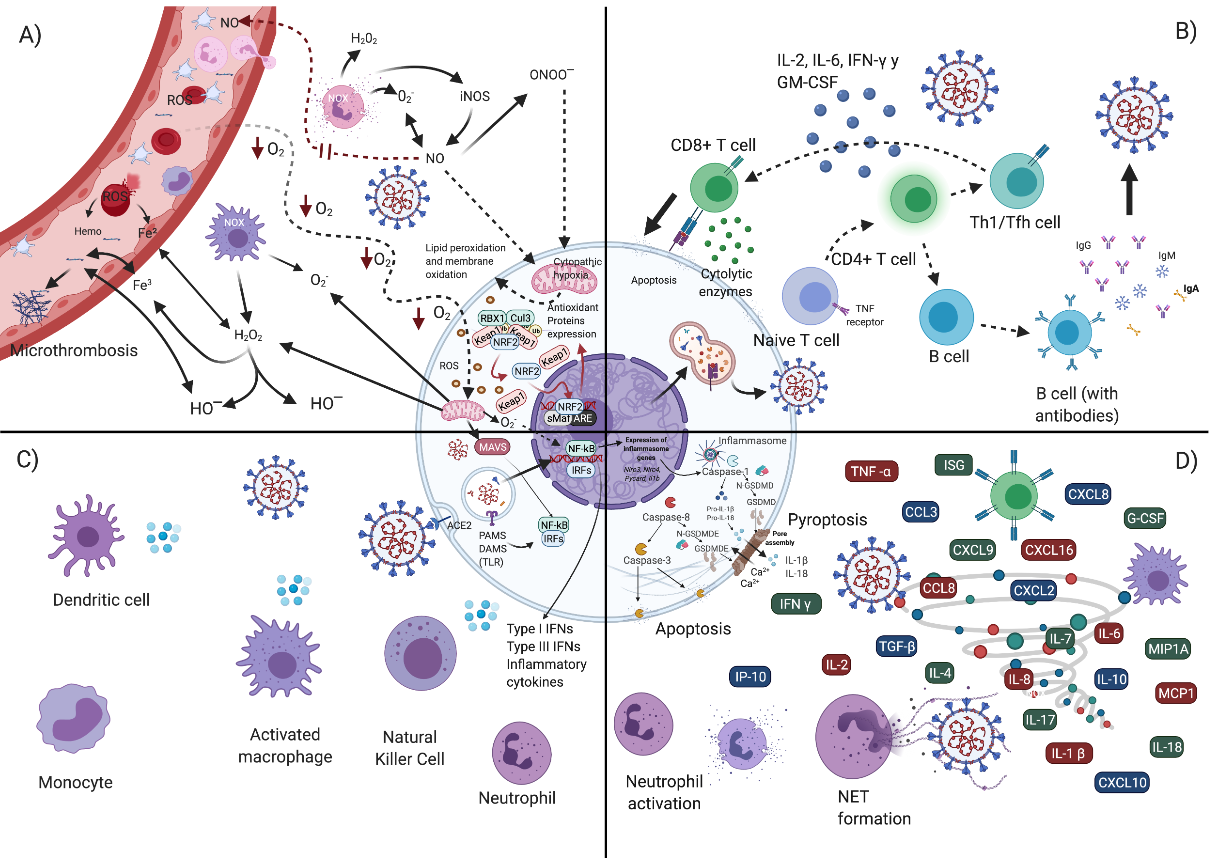 A)
NO
ROS
ROS
Hemo
Fe²
Fe³
Microthrombosis
H₂O₂
NOX
O₂⁻
iNOS
ONOO⁻
NO
O₂
O₂
O₂
O₂
NOX
O₂⁻
H₂O₂
HO⁻
HO⁻
Lipid peroxidation
and membrane
oxidation
Cytopathic
hypoxia
Antioxidant
Proteins
expression
RBX1
Cul3
Keap1
Keap1
Ub
NRF2
NRF2
Keap1
Keap1
ROS
O₂⁻
NRF2
sMaf
ARE
B)
IL-2, IL-6, IFN-γ y
GM-CSF
CD8+ T cell
Apoptosis
Cytolytic
enzymes
Th1/Tfh cell
CD4+ T cell
Naive T cell
TNF
receptor
B cell
IgG
IgM
IgA
B cell (with
antibodies)
C)
Dendritic cell
Monocyte
Activated
macrophage
Natural
Killer Cell
Neutrophil
MAVS
ACE2
PAMS
DAMS
(TLR)
NF-kB
IRFs
NF-kB
IRFs
Type I IFNs
Type III IFNs
Inflammatory
cytokines
D)
Expression of
inflammasome
genes
Nlrc3, Nlrc4,
Pycard, Il1b
Inflammasome
Caspase-1
N-GSDMD
GSDMD
Pro-IL-1β
Pro-IL-18
Caspase-8
N-GSDMDE
GSDMDE
Caspase-3
Pore
assembly
Ca²⁺
Ca²⁺
IL-1β
IL-18
Pyroptosis
Apoptosis
IFN γ
TNF -α
ISG
CXCL8
CCL3
G-CSF
CXCL9
CXCL16
CCL8
CXCL2
TGF-β
IL-7
IL-6
MIP1A
IL-2
IL-4
IL-8
IL-10
MCP1
IP-10
IL-17
IL-1 β
IL-18
CXCL10
Neutrophil
activation
NET
formation